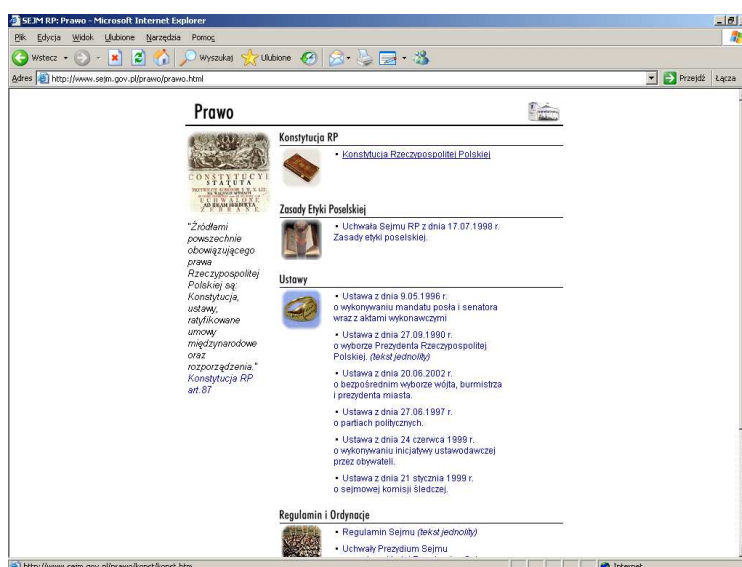 SEJM RP: Prawo - Microsoft Internet Explorer
Plik Edycja Widok Ulubione Narzędzia Pomoc
Wstecz Wyszukaj Ulubione
Adres http://www.sejm.gov.pl/prawo/prawo.html Przejdź Łącza
Prawo
CONSTYTUCYE
STATUTA
UCHWALONE
ZEBRANE
"Źródłami
powszechnie
obowiązującego
prawa
Rzeczypospolitej
Polskiej są:
Konstytucja,
ustawy,
ratyfikowane
umowy
międzynarodowe
oraz
rozporządzenia."
Konstytucja RP
art.87
Konstytucja RP
▪ Konstytucja Rzeczypospolitej Polskiej
Zasady Etyki Poselskiej
▪ Uchwała Sejmu RP z dnia 17.07.1998 r.
Zasady etyki poselskiej.
Ustawy
▪ Ustawa z dnia 9.05.1996 r.
o wykonywaniu mandatu posła i senatora
wraz z aktami wykonawczymi
▪ Ustawa z dnia 27.09.1990 r.
o wyborze Prezydenta Rzeczypospolitej
Polskiej. (tekst jednolity)
▪ Ustawa z dnia 20.06.2002 r.
o bezpośrednim wyborze wójta, burmistrza
i prezydenta miasta.
▪ Ustawa z dnia 27.06.1997 r.
o partiach politycznych.
▪ Ustawa z dnia 24 czerwca 1999 r.
o wykonywaniu inicjatywy ustawodawczej
przez obywateli.
▪ Ustawa z dnia 21 stycznia 1999 r.
o sejmowej komisji śledczej.
Regulamin i Ordynacje
▪ Regulamin Sejmu (tekst jednolity)
▪ Uchwały Prezydium Sejmu
http://www.sejm.gov.pl/prawo/konst/konst.htm Internet